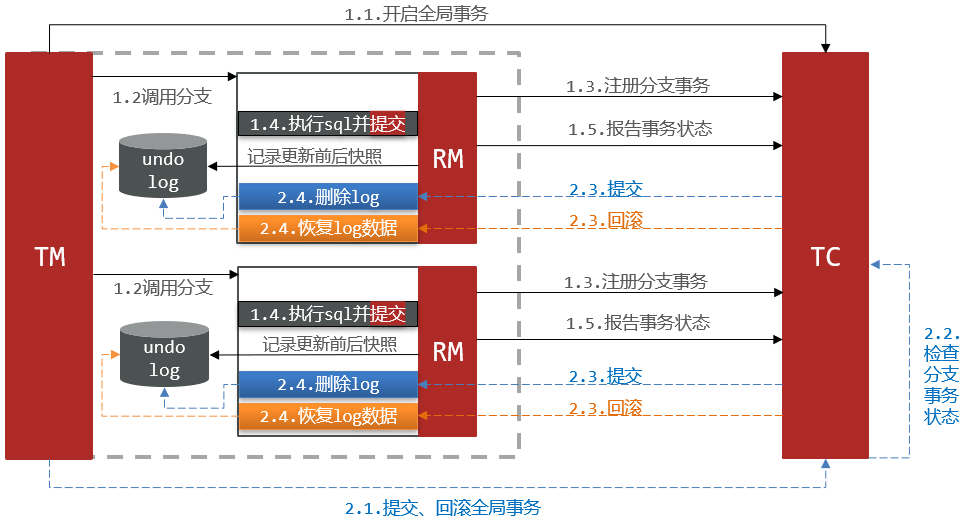 1.1.开启全局事务
TM
1.2调用分支
1.4.执行sql并提交
undo
log
记录更新前后快照
2.4.删除log
2.4.恢复log数据
RM
1.3.注册分支事务
1.5.报告事务状态
2.3.提交
2.3.回滚
TC
1.2调用分支
1.4.执行sql并提交
undo
log
记录更新前后快照
2.4.删除log
2.4.恢复log数据
RM
1.3.注册分支事务
1.5.报告事务状态
2.3.提交
2.3.回滚
2.2.
检查
分支
事务
状态
2.1.提交、回滚全局事务